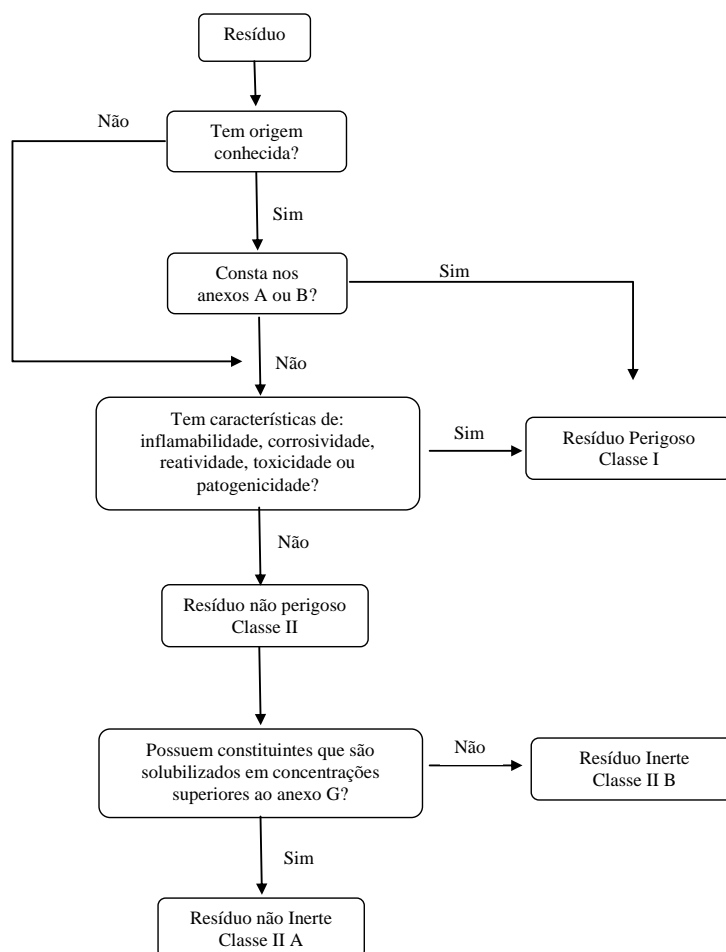 Resíduo
Não
Tem origem
conhecida?
Sim
Consta nos
anexos A ou B?
Sim
Não
Tem características de:
inflamabilidade, corrosividade,
reatividade, toxicidade ou
patogenicidade?
Sim
Resíduo Perigoso
Classe I
Não
Resíduo não perigoso
Classe II
Possuem constituintes que são
solubilizados em concentrações
superiores ao anexo G?
Não
Resíduo Inerte
Classe II B
Sim
Resíduo não Inerte
Classe II A